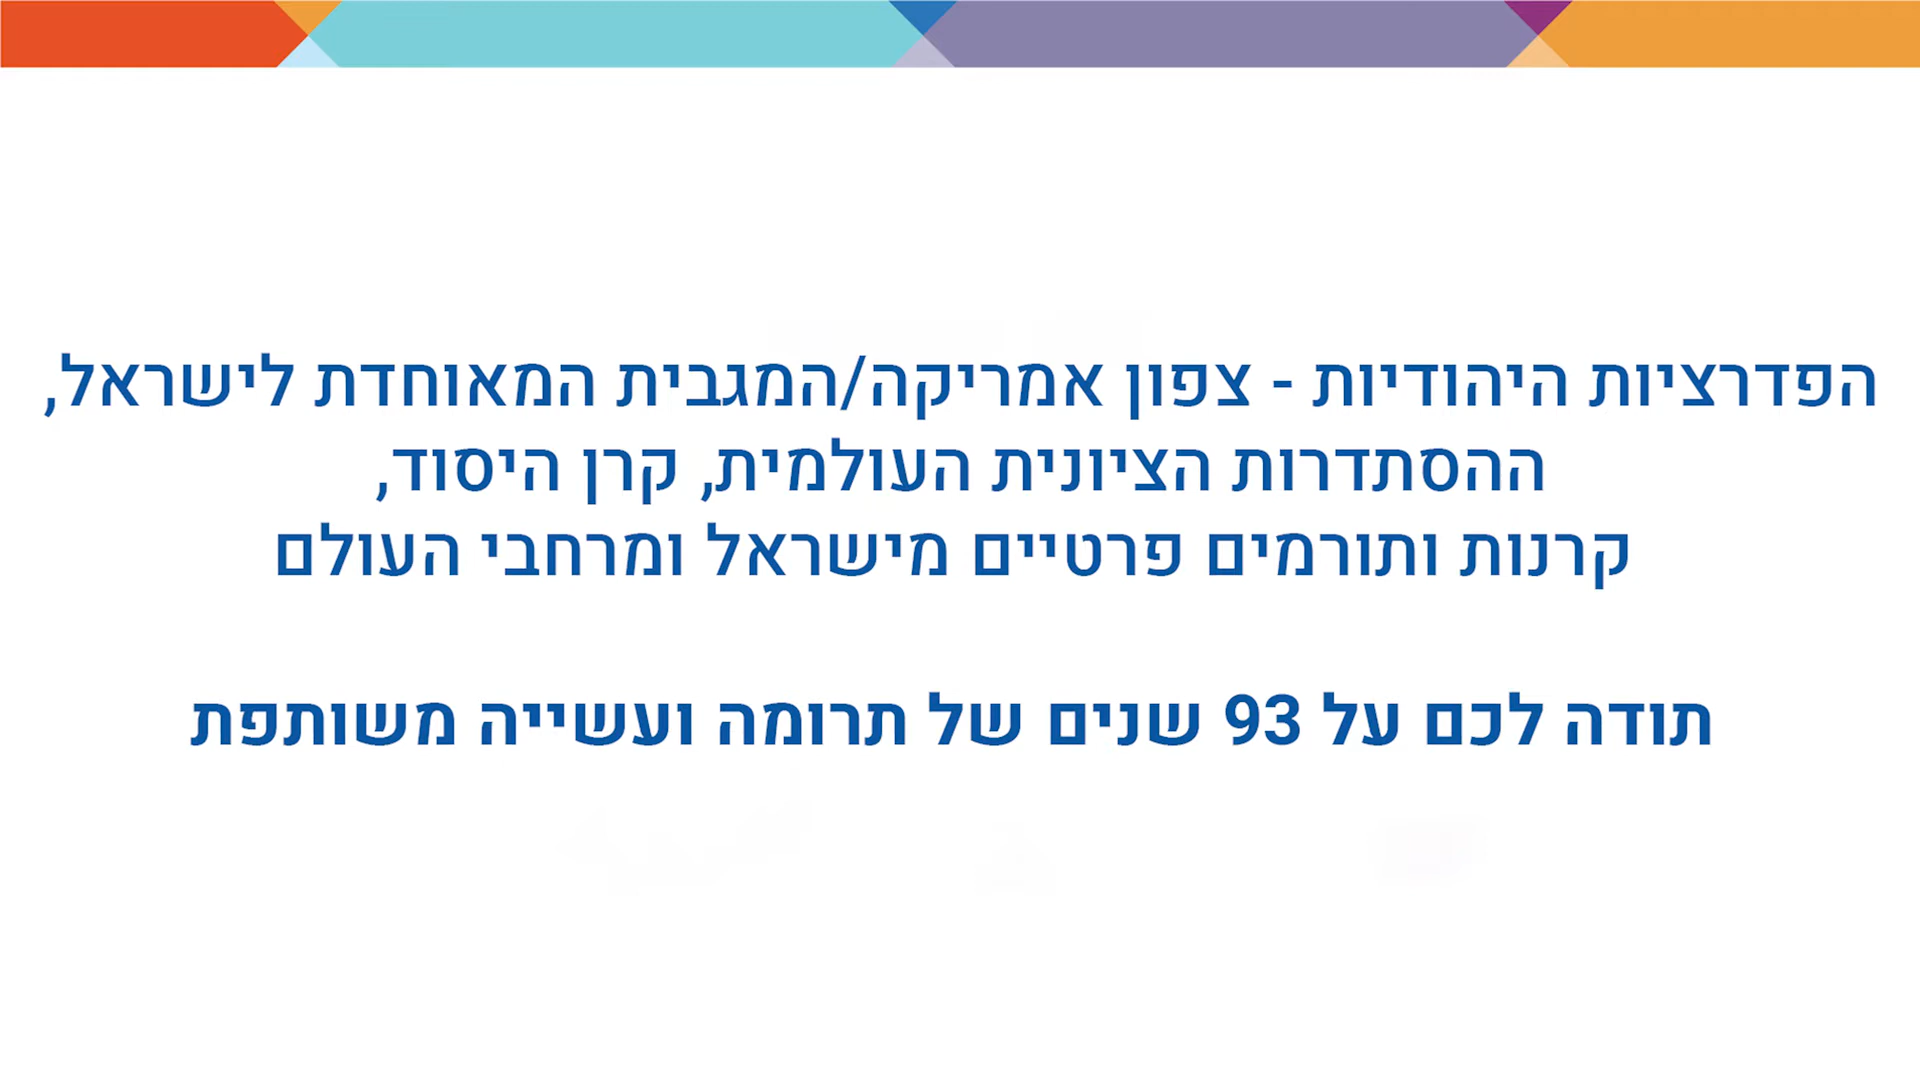 הפדרציות היהודיות - צפון אמריקה/המגבית המאוחדת לישראל,
ההסתדרות הציונית העולמית, קרן היסוד,
קרנות ותורמים פרטיים מישראל ומרחבי העולם
תודה לכם על 93 שנים של תרומה ועשייה משותפת